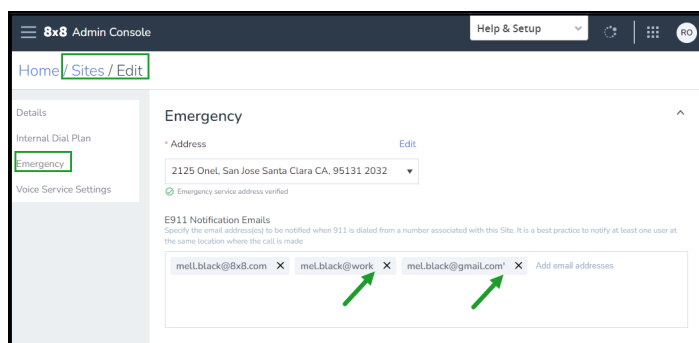 8x8 Admin Console
Help & Setup
RO
Home / Sites / Edit
Details
Internal Dial Plan
Emergency
Voice Service Settings
Emergency
* Address
Edit
2125 Onel, San Jose Santa Clara CA, 95131 2032
Emergency service address verified
E911 Notification Emails
Specify the email address(es) to be notified when 911 is dialed from a number associated with this Site. It is a best practice to notify at least one user at
the same location where the call is made
mell.black@8x8.com X mel.black@work X mel.black@gmail.com' X Add email addresses